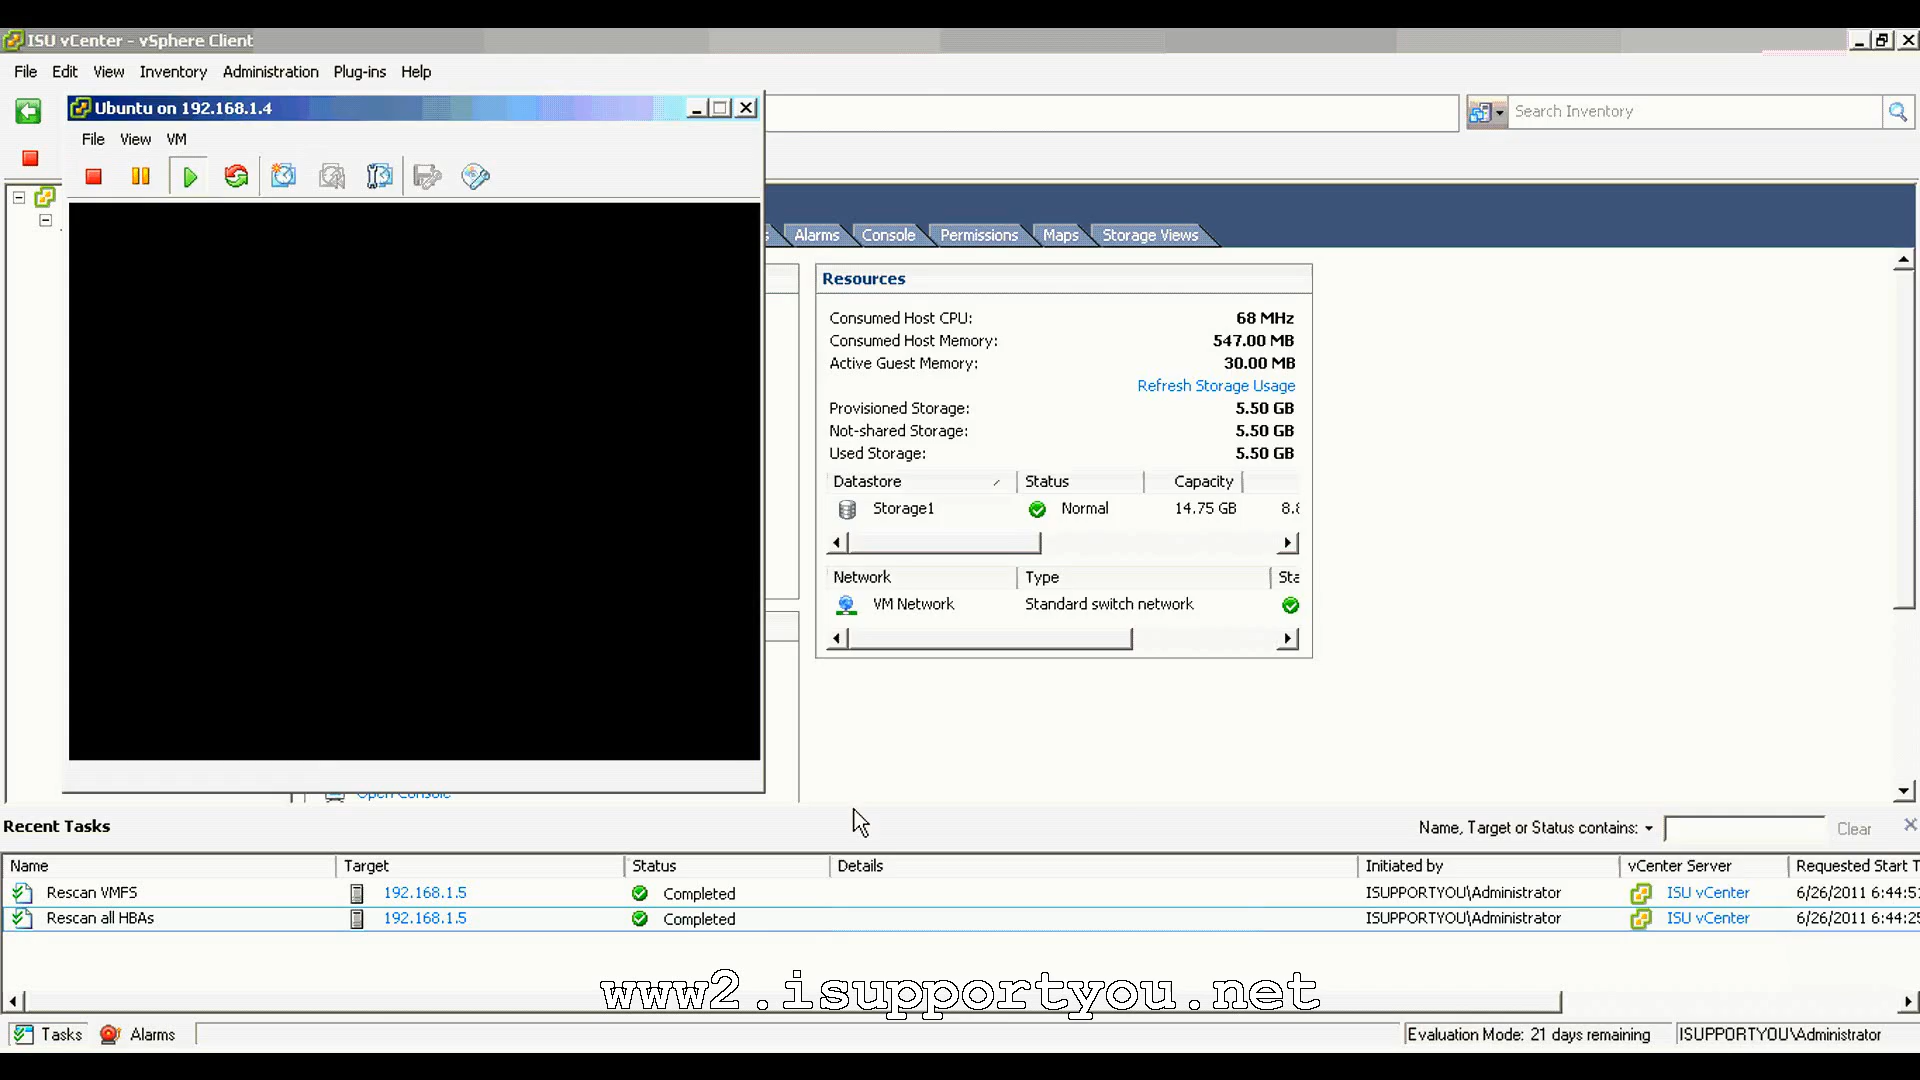 ISU vCenter - vSphere Client
File Edit View Inventory Administration Plug-ins Help
Ubuntu on 192.168.1.4
Search Inventory
File View VM
Alarms Console Permissions Maps Storage Views
Resources
Consumed Host CPU: 68 MHz
Consumed Host Memory: 547.00 MB
Active Guest Memory: 30.00 MB
Refresh Storage Usage
Provisioned Storage: 5.50 GB
Not-shared Storage: 5.50 GB
Used Storage: 5.50 GB
Datastore Status Capacity
Storage1 Normal 14.75 GB
Network Type
VM Network Standard switch network
Open Console
Recent Tasks
Name, Target or Status contains: Clear
Name Target Status Details Initiated by vCenter Server Requested Start T
Rescan VMFS 192.168.1.5 Completed ISUPPORTYOU\Administrator ISU vCenter 6/26/2011 6:44:51
Rescan all HBAs 192.168.1.5 Completed ISUPPORTYOU\Administrator ISU vCenter 6/26/2011 6:44:25
www2.isupportyou.net
Tasks Alarms Evaluation Mode: 21 days remaining ISUPPORTYOU\Administrator